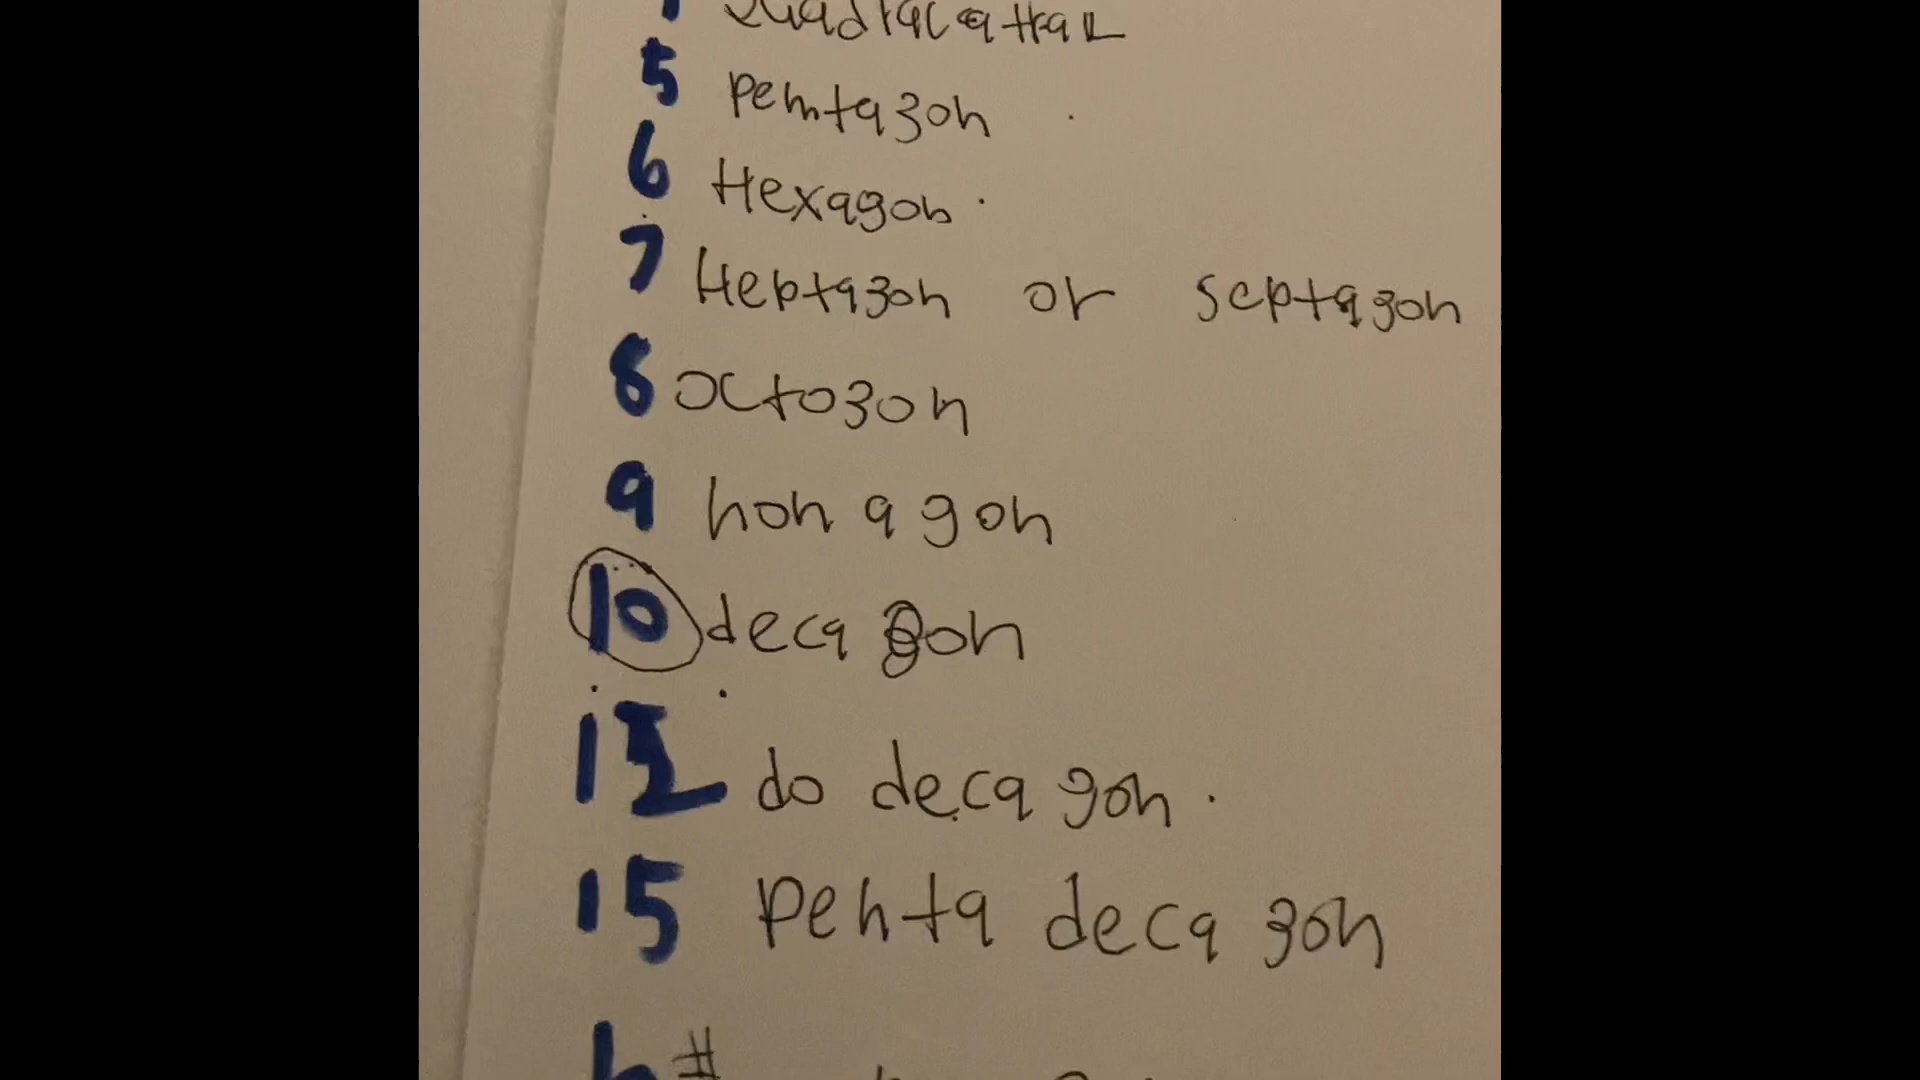 5 Pentagon
6 Hexagon
7 Heptagon or septagon
8 octogon
9 nonagon
10 decagon
12 do decagon
15 Penta decagon